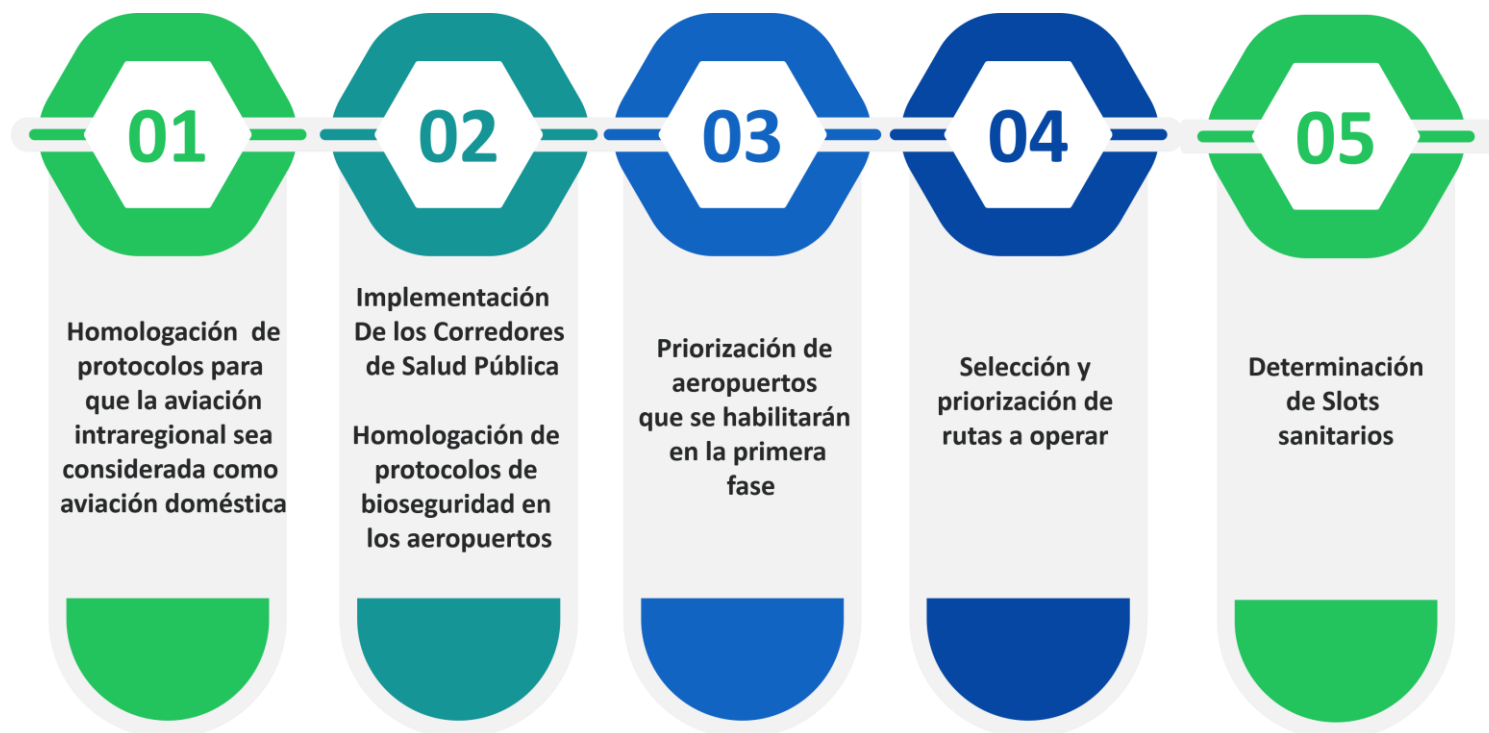 01
Homologación de
protocolos para
que la aviación
intraregional sea
considerada como
aviación doméstica
02
Implementación
De los Corredores
de Salud Pública
Homologación de
protocolos de
bioseguridad en
los aeropuertos
03
Priorización de
aeropuertos
que se habilitarán
en la primera
fase
04
Selección y
priorización de
rutas a operar
05
Determinación
de Slots
sanitarios